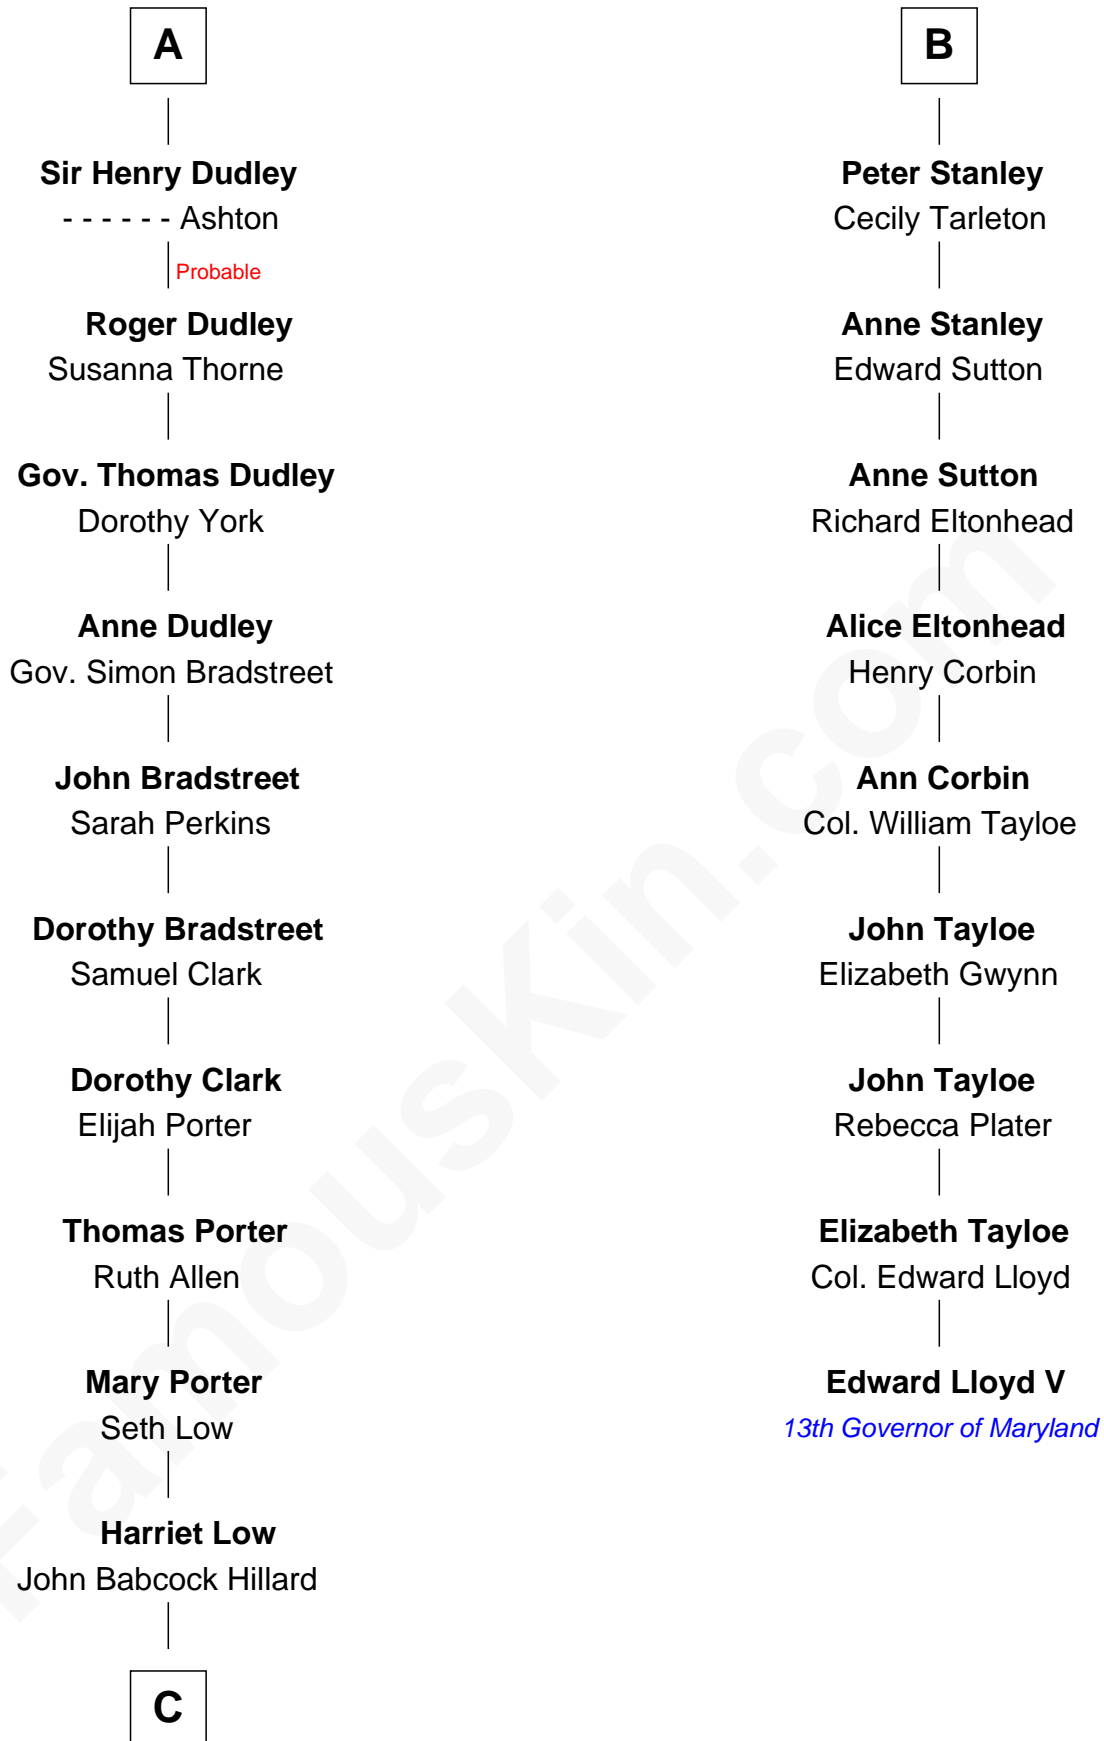 A
Sir Henry Dudley
- - - - - - Ashton
Probable
Roger Dudley
Susanna Thorne
Gov. Thomas Dudley
Dorothy York
Anne Dudley
Gov. Simon Bradstreet
John Bradstreet
Sarah Perkins
Dorothy Bradstreet
Samuel Clark
Dorothy Clark
Elijah Porter
Thomas Porter
Ruth Allen
Mary Porter
Seth Low
Harriet Low
John Babcock Hillard
C
B
Peter Stanley
Cecily Tarleton
Anne Stanley
Edward Sutton
Anne Sutton
Richard Eltonhead
Alice Eltonhead
Henry Corbin
Ann Corbin
Col. William Tayloe
John Tayloe
Elizabeth Gwynn
John Tayloe
Rebecca Plater
Elizabeth Tayloe
Col. Edward Lloyd
Edward Lloyd V
13th Governor of Maryland
FamousKin.com